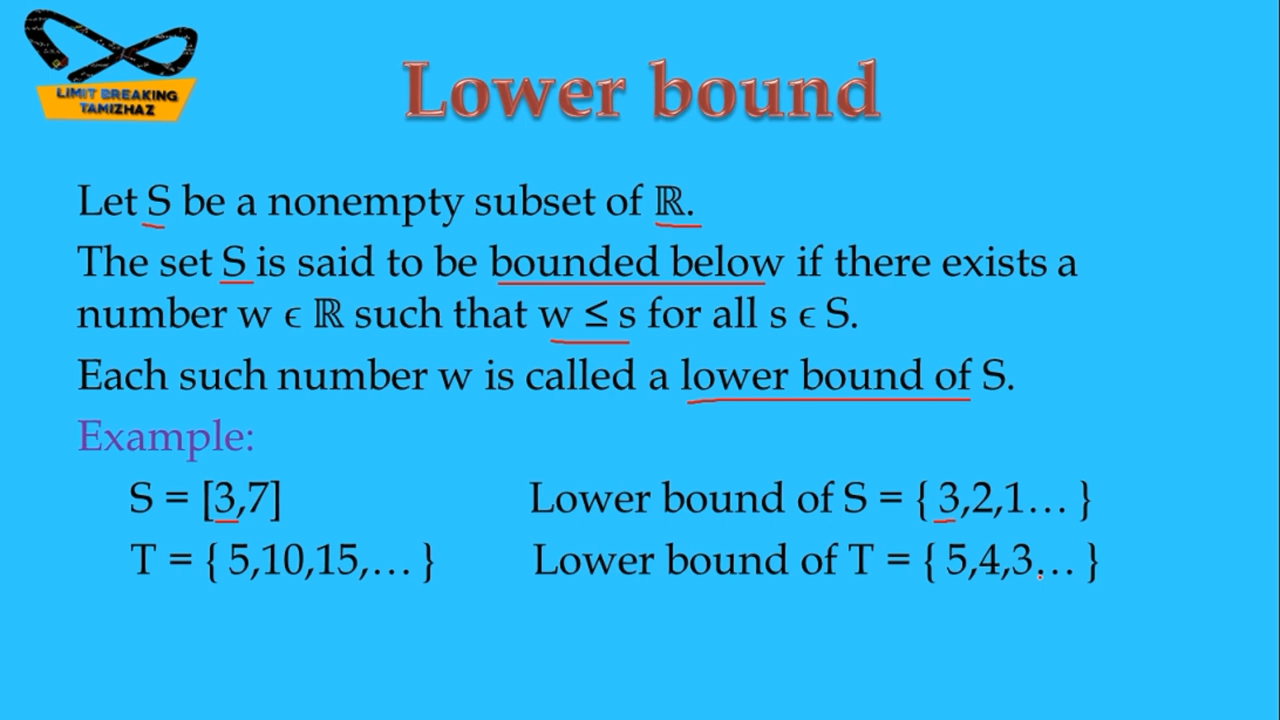 LIMIT BREAKING
TAMIZHAZ
Lower bound
Let S be a nonempty subset of ℝ.
The set S is said to be bounded below if there exists a
number w ϵ ℝ such that w ≤ s for all s ϵ S.
Each such number w is called a lower bound of S.
Example:
S = [3,7] Lower bound of S = { 3,2,1… }
T = { 5,10,15,… } Lower bound of T = { 5,4,3… }